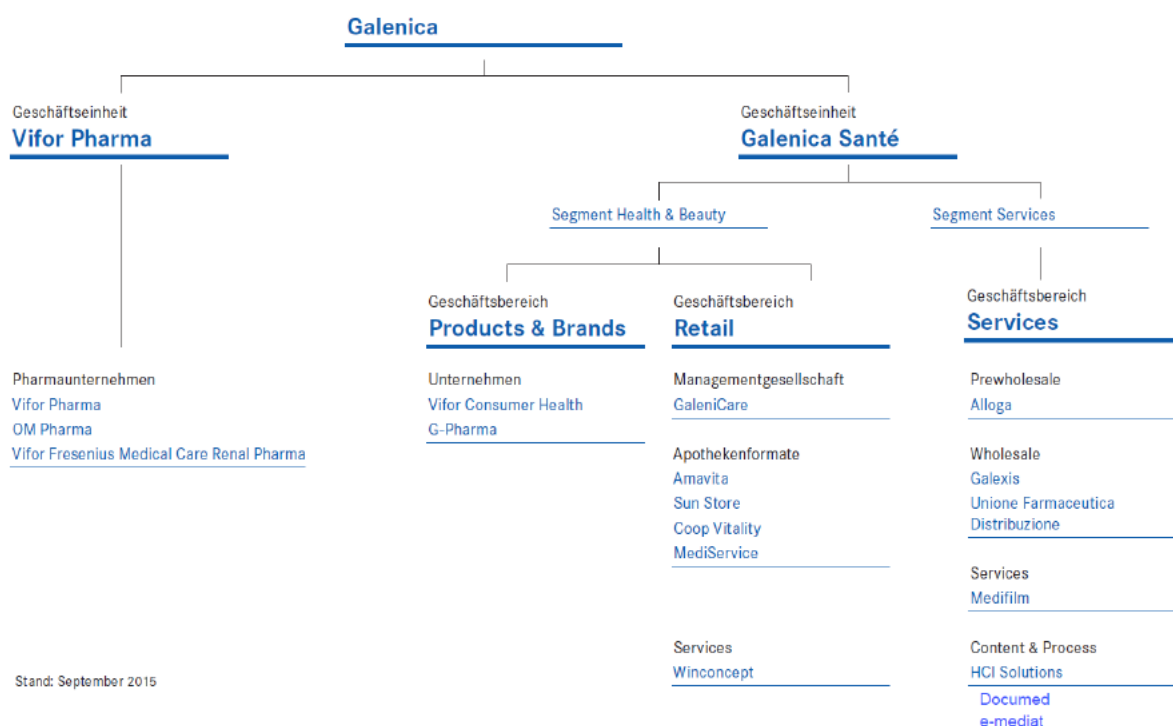 Galenica
Geschäftseinheit
Vifor Pharma
Geschäftseinheit
Galenica Santé
Segment Health & Beauty
Segment Services
Geschäftsbereich
Products & Brands
Geschäftsbereich
Retail
Geschäftsbereich
Services
Pharmaunternehmen
Vifor Pharma
OM Pharma
Vifor Fresenius Medical Care Renal Pharma
Unternehmen
Vifor Consumer Health
G-Pharma
Managementgesellschaft
GaleniCare
Apothekenformate
Amavita
Sun Store
Coop Vitality
MediService
Services
Winconcept
Prewholesale
Alloga
Wholesale
Galexis
Unione Farmaceutica
Distribuzione
Services
Medifilm
Content & Process
HCI Solutions
Documed
e-mediat
Stand: September 2015